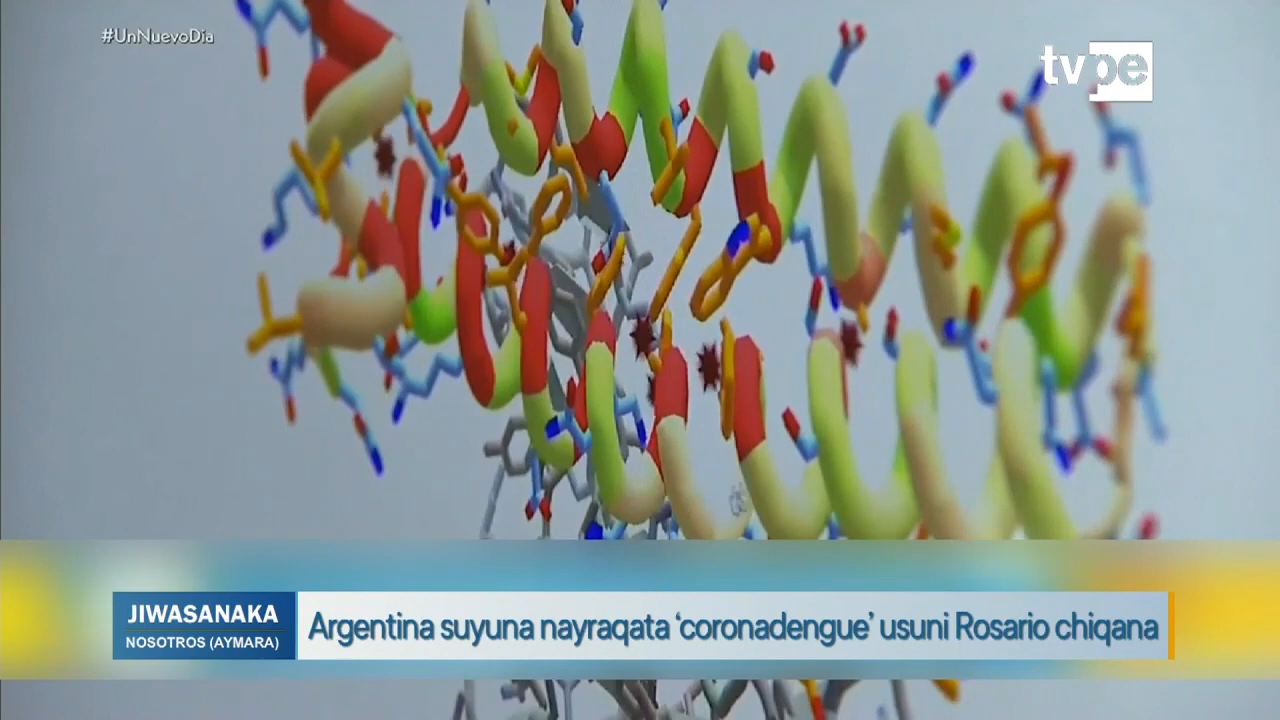 #UnNuevoDia
tvpe
JIWASANAKA
NOSOTROS (AYMARA)
Argentina suyuna nayraqata ‘coronadengue’ usuni Rosario chiqana